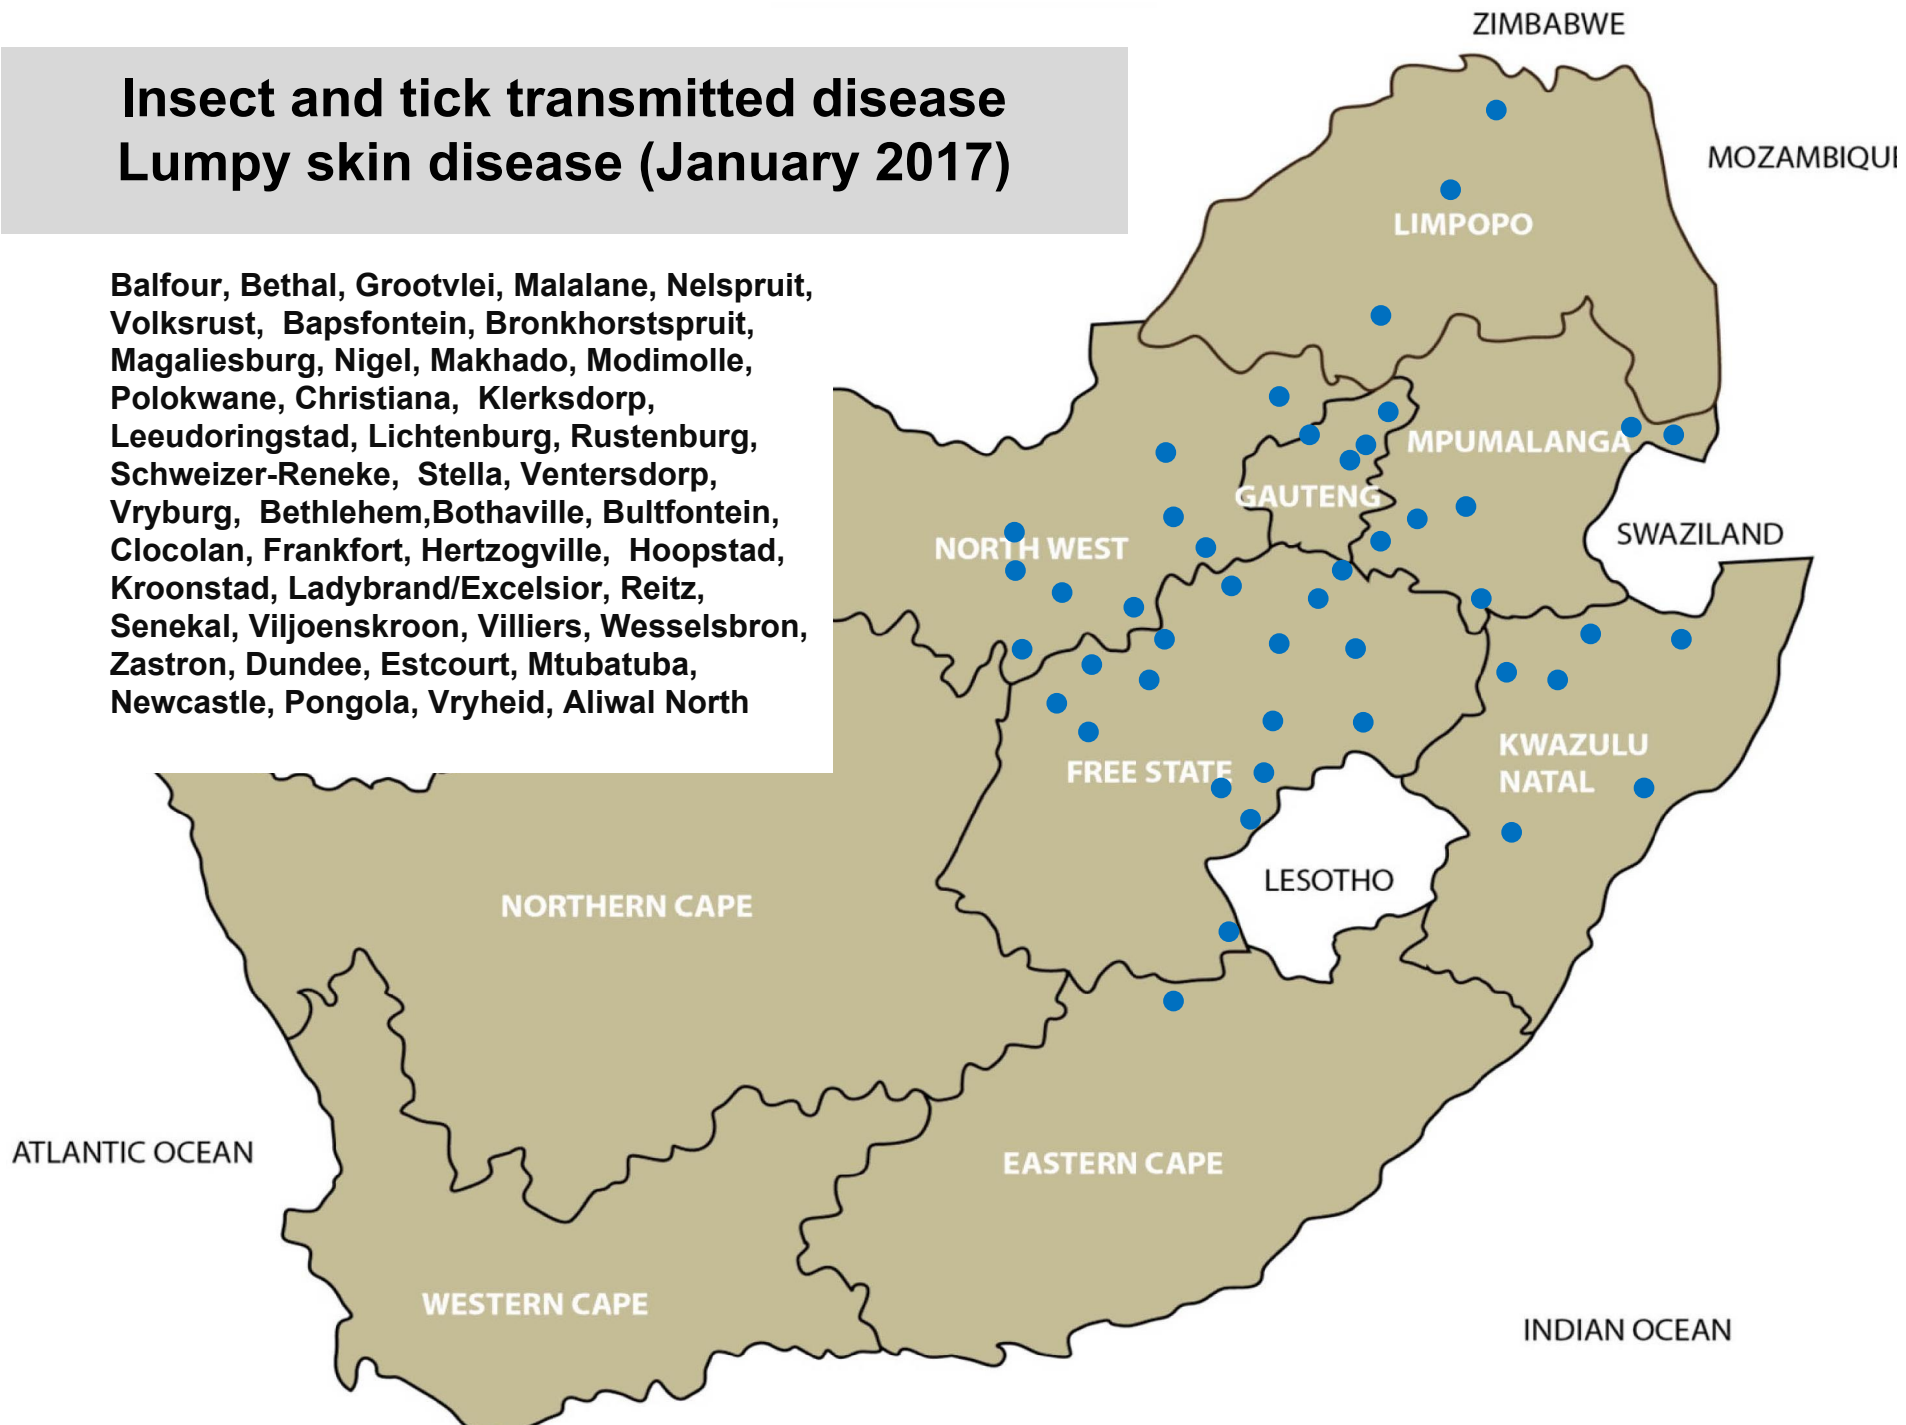 Insect and tick transmitted disease
Lumpy skin disease (January 2017)
Balfour, Bethal, Grootvlei, Malalane, Nelspruit,
Volksrust, Bapsfontein, Bronkhorstspruit,
Magaliesburg, Nigel, Makhado, Modimolle,
Polokwane, Christiana, Klerksdorp,
Leeudoringstad, Lichtenburg, Rustenburg,
Schweizer-Reneke, Stella, Ventersdorp,
Vryburg, Bethlehem,Bothaville, Bultfontein,
Clocolan, Frankfort, Hertzogville, Hoopstad,
Kroonstad, Ladybrand/Excelsior, Reitz,
Senekal, Viljoenskroon, Villiers, Wesselsbron,
Zastron, Dundee, Estcourt, Mtubatuba,
Newcastle, Pongola, Vryheid, Aliwal North
ZIMBABWE
MOZAMBIQU
LIMPOPO
MPUMALANGA
GAUTENG
SWAZILAND
NORTH WEST
KWAZULU
NATAL
FREE STATE
LESOTHO
NORTHERN CAPE
ATLANTIC OCEAN
EASTERN CAPE
WESTERN CAPE
INDIAN OCEAN